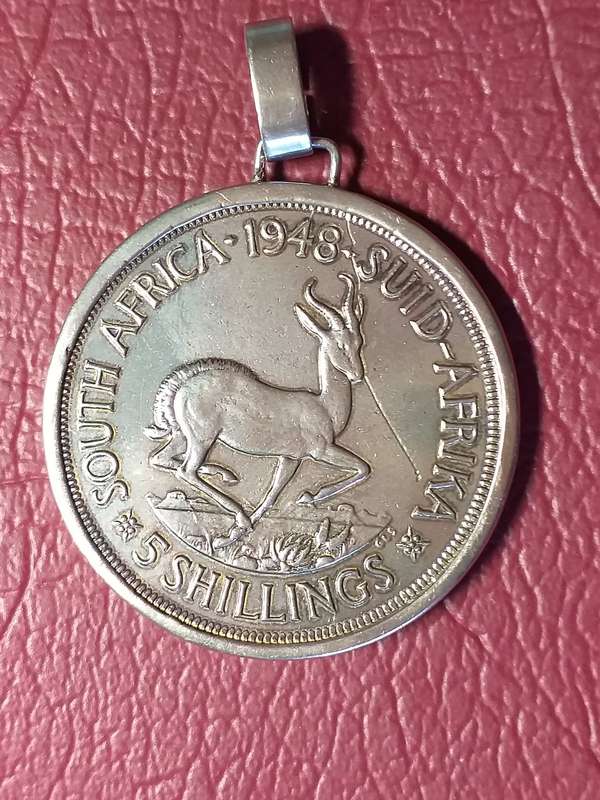 SOUTH AFRICA · 1948 · SUID-AFRIKA
5 SHILLINGS